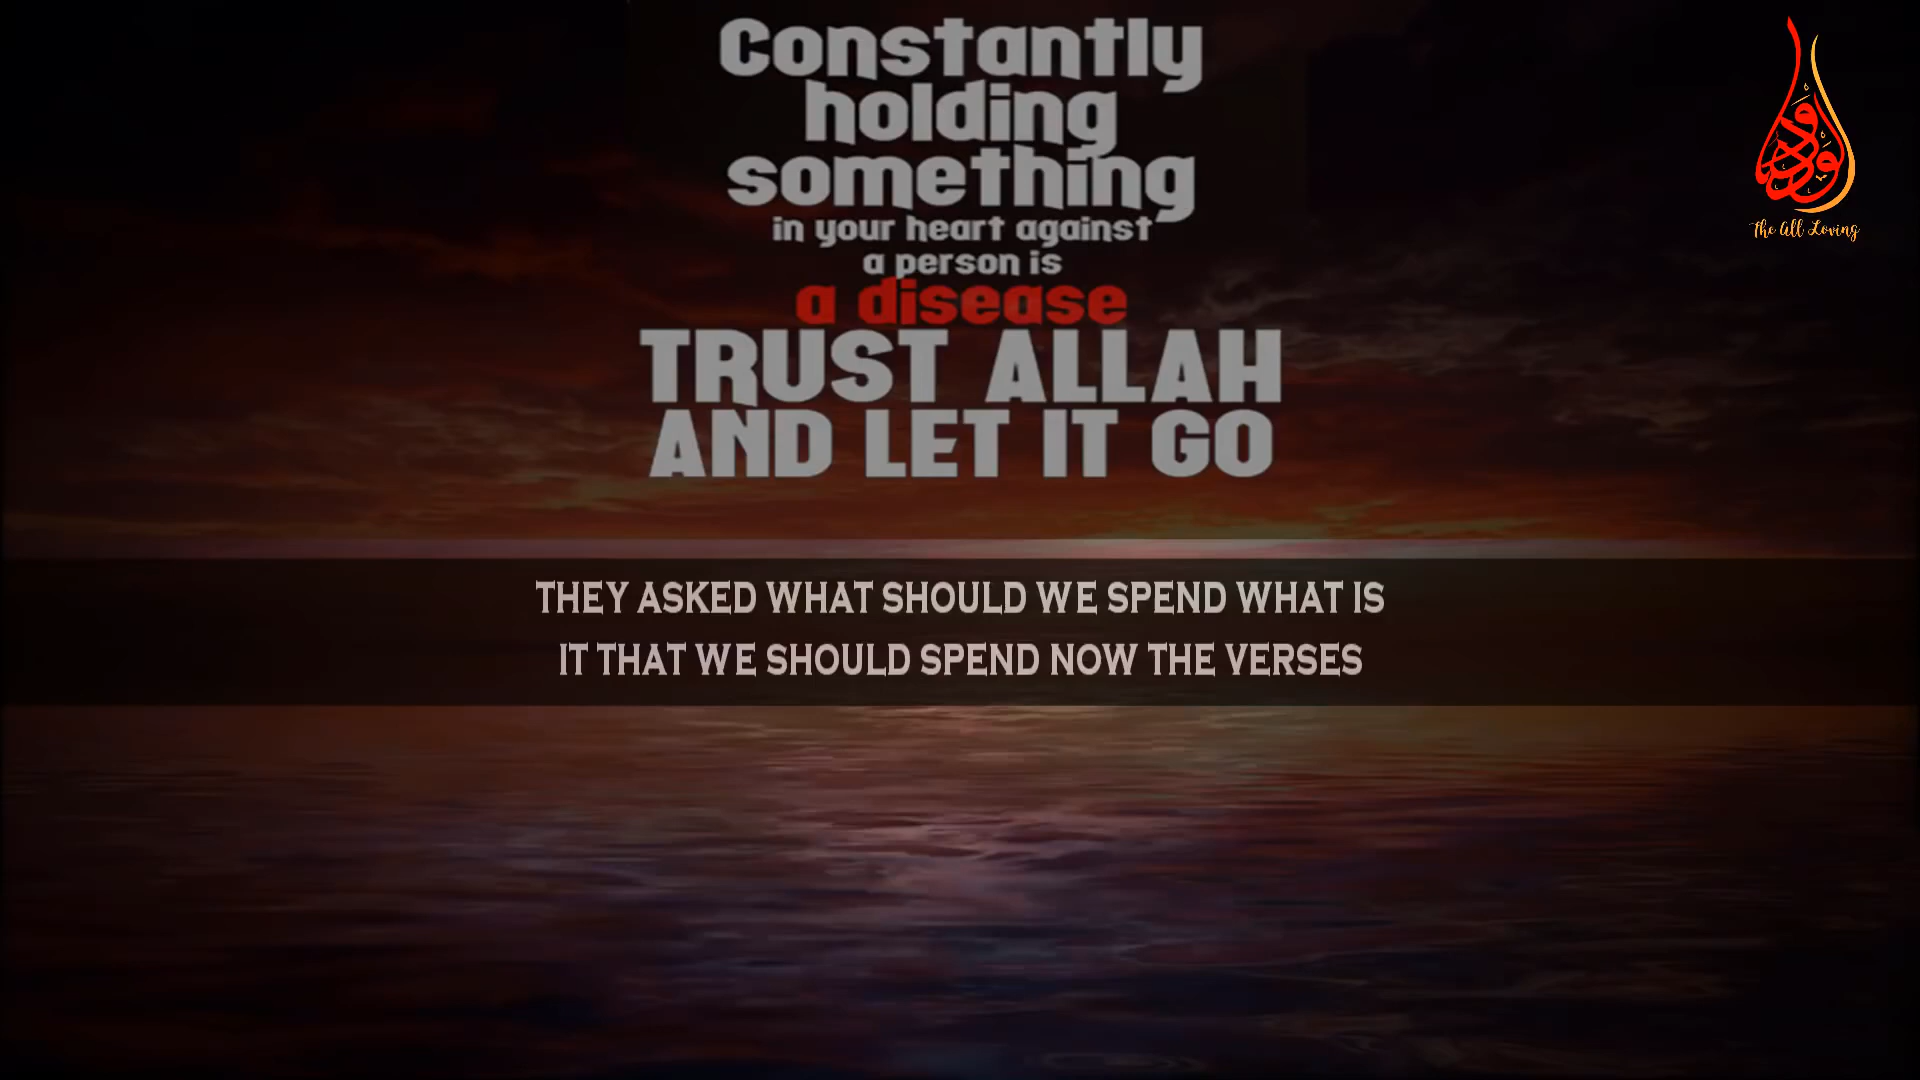 Constantly
holding
something
in your heart against
a person is
a disease
TRUST ALLAH
AND LET IT GO
The All Loving
THEY ASKED WHAT SHOULD WE SPEND WHAT IS
IT THAT WE SHOULD SPEND NOW THE VERSES